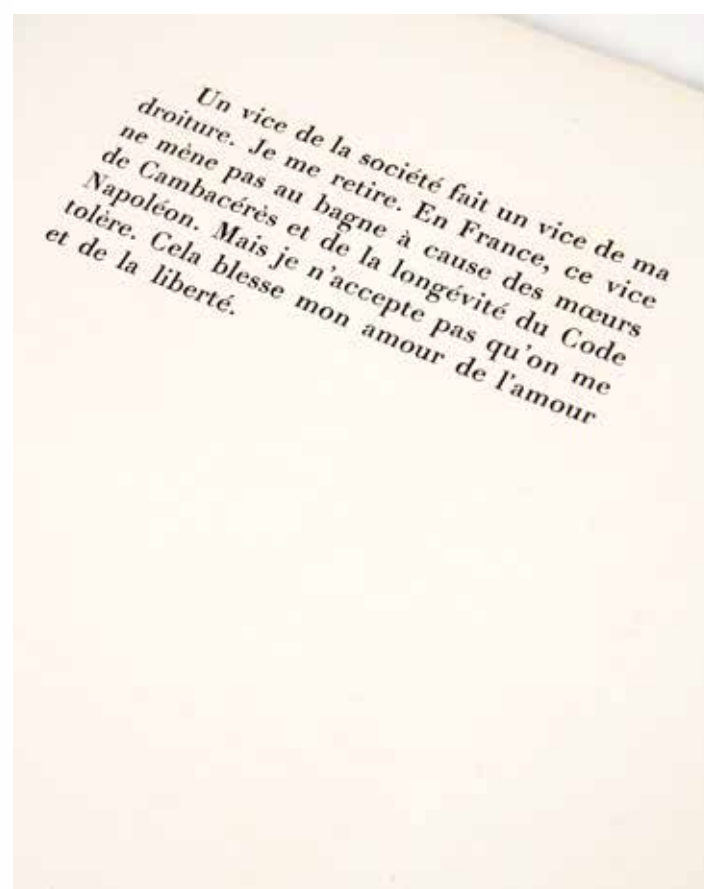 Un vice de la société fait un vice de ma
droiture. Je me retire. En France, ce vice
ne mène pas au bagne à cause des mœurs
de Cambacérès et de la longévité du Code
Napoléon. Mais je n'accepte pas qu'on me
tolère. Cela blesse mon amour de l'amour
et de la liberté.